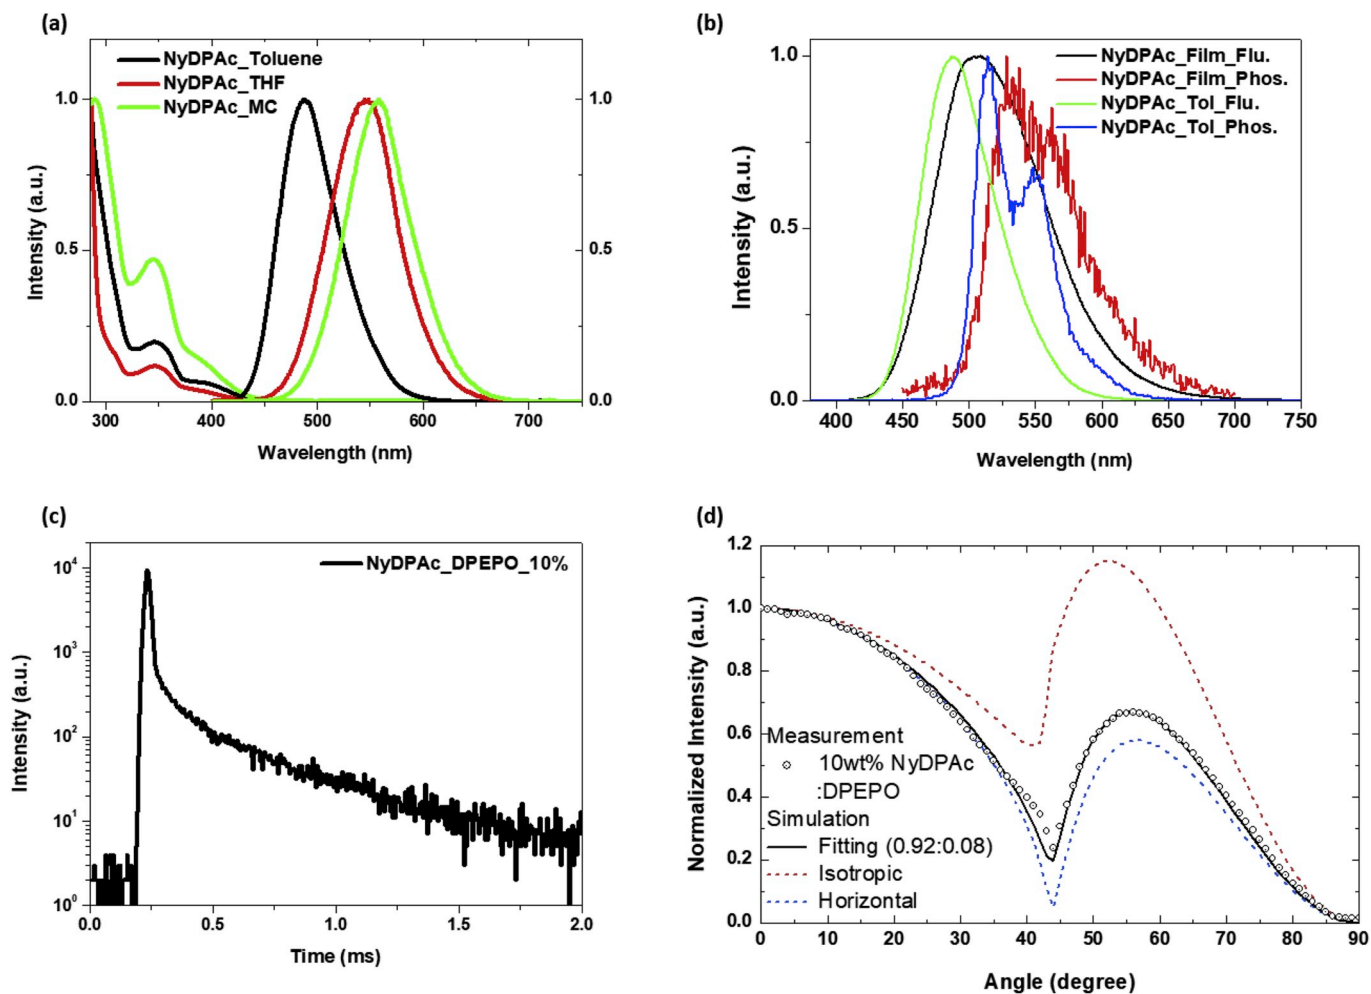 (a)
NyDPAc_Toluene
NyDPAc_THF
NyDPAc_MC
1.0
0.5
0.0
1.0
0.5
0.0
Intensity (a.u.)
300 400 500 600 700
Wavelength (nm)
(b)
NyDPAc_Film_Flu.
NyDPAc_Film_Phos.
NyDPAc_Tol_Flu.
NyDPAc_Tol_Phos.
1.0
0.5
0.0
Intensity (a.u.)
400 450 500 550 600 650 700 750
Wavelength (nm)
(c)
NyDPAc_DPEPO_10%
10⁴
10³
10²
10¹
10⁰
Intensity (a.u.)
0.0 0.5 1.0 1.5 2.0
Time (ms)
(d)
1.2
1.0
0.8
0.6
0.4
0.2
0.0
Normalized Intensity (a.u.)
Measurement
10wt% NyDPAc
:DPEPO
Simulation
Fitting (0.92:0.08)
Isotropic
Horizontal
0 10 20 30 40 50 60 70 80 90
Angle (degree)